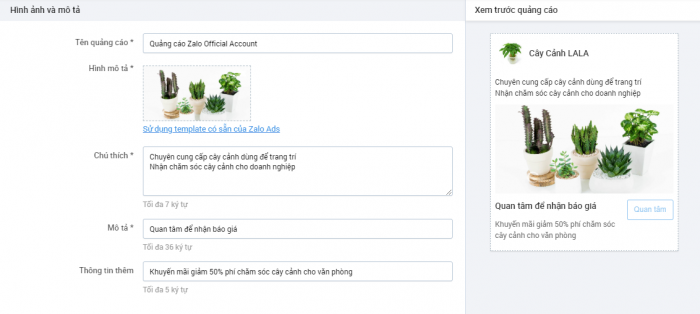 Hình ảnh và mô tả
Tên quảng cáo *
Quảng cáo Zalo Official Account
Hình mô tả *
Sử dụng template có sẵn của Zalo Ads
Chú thích *
Chuyên cung cấp cây cảnh dùng để trang trí
Nhận chăm sóc cây cảnh cho doanh nghiệp
Tối đa 7 ký tự
Mô tả *
Quan tâm để nhận báo giá
Tối đa 36 ký tự
Thông tin thêm
Khuyến mãi giảm 50% phí chăm sóc cây cảnh cho văn phòng
Tối đa 5 ký tự
Xem trước quảng cáo
Cây Cảnh LALA
Chuyên cung cấp cây cảnh dùng để trang trí
Nhận chăm sóc cây cảnh cho doanh nghiệp
Quan tâm để nhận báo giá
Quan tâm
Khuyến mãi giảm 50% phí chăm sóc
cây cảnh cho văn phòng